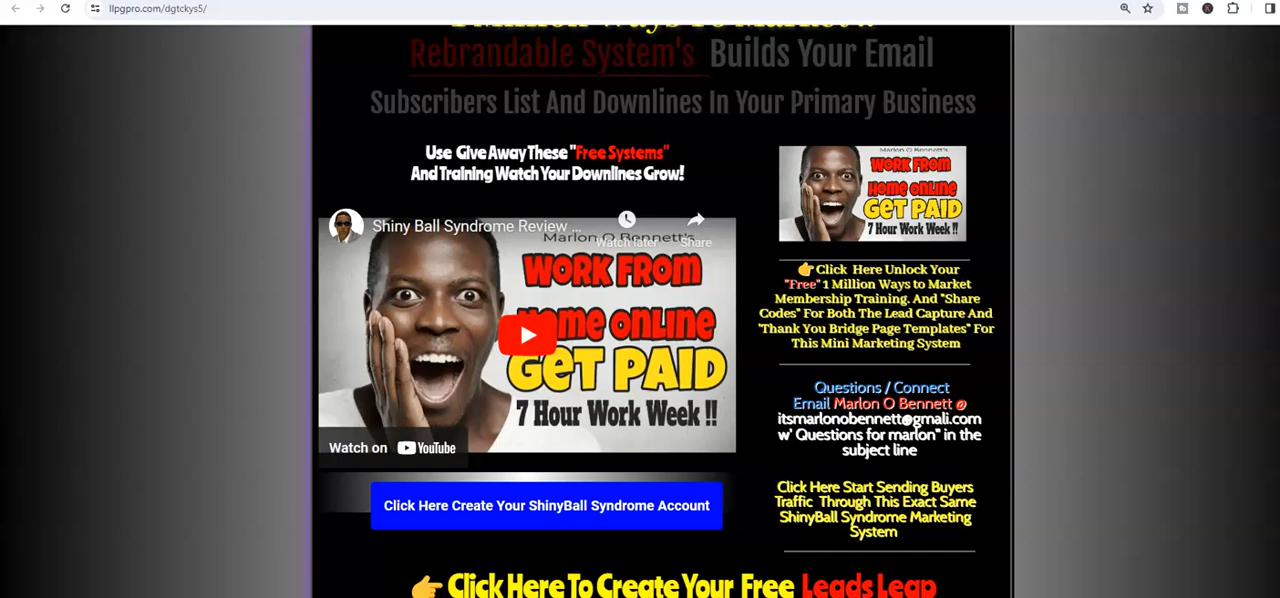 llpgpro.com/dgtckys5/
1 Million Ways To Market!!
Rebrandable System's Builds Your Email
Subscribers List And Downlines In Your Primary Business
Use Give Away These "Free Systems"
And Training Watch Your Downlines Grow!
Shiny Ball Syndrome Review ...
Watch later
Share
Marlon O Bennett's
WORK FROM
Home online
GET PAID
7 Hour Work Week !!
Watch on YouTube
Click Here Create Your ShinyBall Syndrome Account
Marlon O Bennett's
WORK FROM
Home online
GET PAID
7 Hour Work Week !!
👉Click Here Unlock Your
"Free" 1 Million Ways to Market
Membership Training. And "Share
Codes" For Both The Lead Capture And
'Thank You Bridge Page Templates" For
This Mini Marketing System
Questions / Connect
Email Marlon O Bennett @
itsmarlonobennett@gmali.com
w' Questions for marlon" in the
subject line
Click Here Start Sending Buyers
Traffic Through This Exact Same
ShinyBall Syndrome Marketing
System
👉 Click Here To Create Your Free Leads Leap